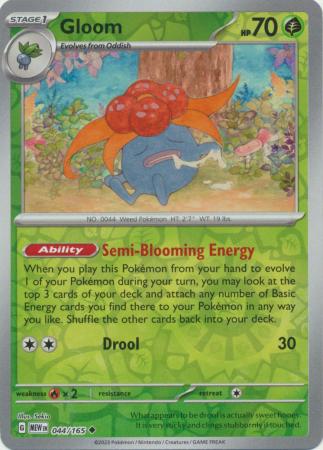 STAGE 1
Gloom
HP 70
Evolves from Oddish
NO. 0044 Weed Pokémon HT: 2'7" WT: 19 lbs.
Ability Semi-Blooming Energy
When you play this Pokémon from your hand to evolve
1 of your Pokémon during your turn, you may look at the
top 3 cards of your deck and attach any number of Basic
Energy cards you find there to your Pokémon in any way
you like. Shuffle the other cards back into your deck.
Drool 30
weakness × 2 resistance retreat
Illus. Sekio
G MEW EN 044/165
What appears to be drool is actually sweet honey.
It is very sticky and clings stubbornly if touched.
©2023 Pokémon / Nintendo / Creatures / GAME FREAK